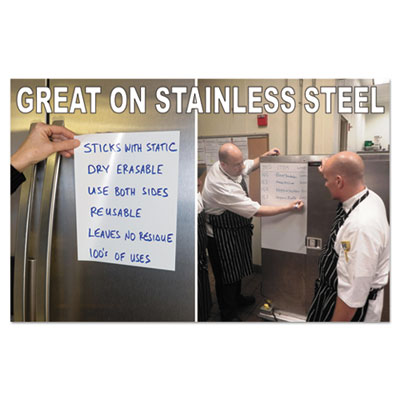 GREAT ON STAINLESS STEEL
STICKS WITH STATIC
DRY ERASABLE
USE BOTH SIDES
REUSABLE
LEAVES NO RESIDUE
100's OF USES